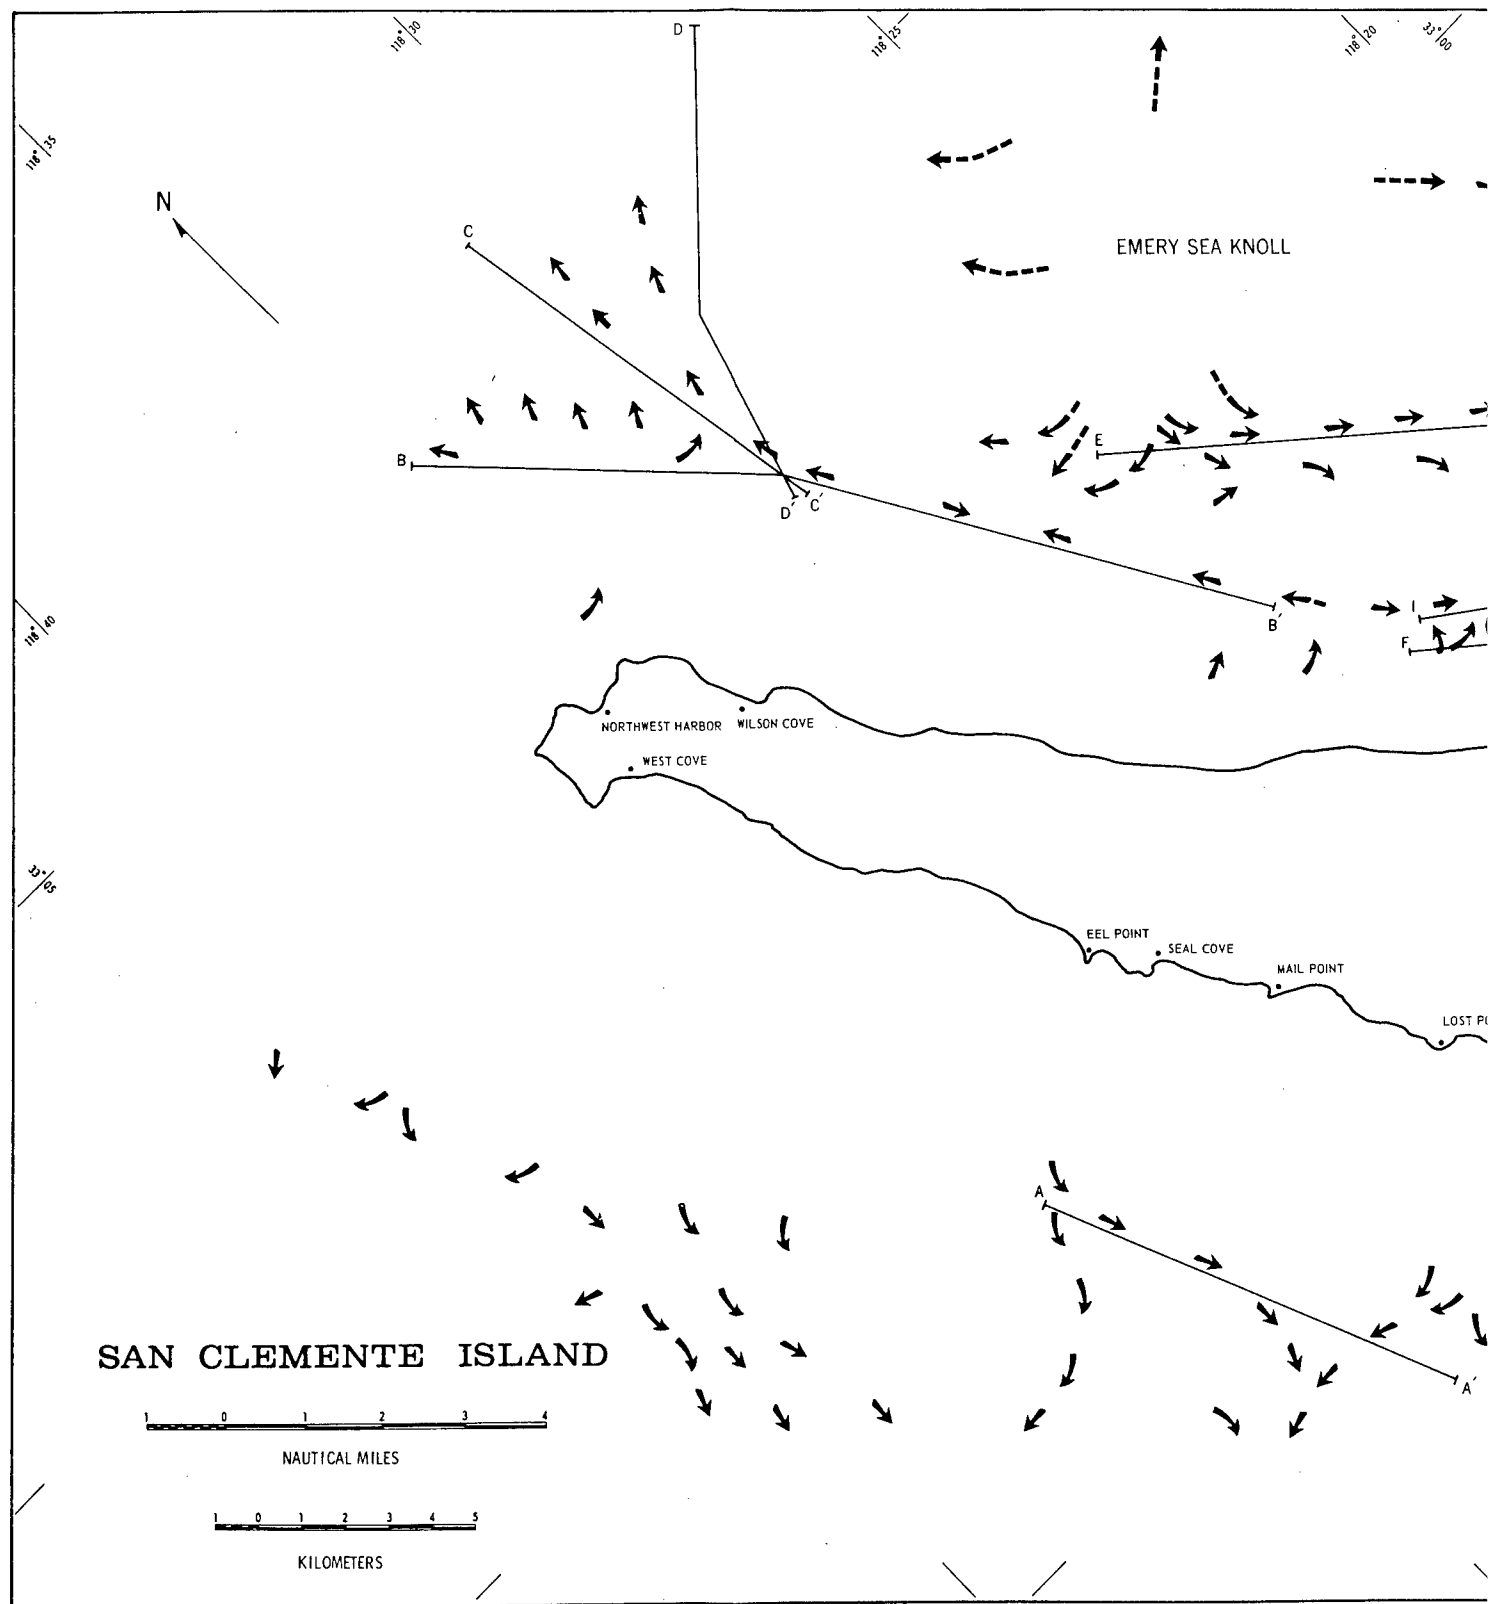 118° 30
D
118° 25
118° 20
33° 00
118° 35
N
C
EMERY SEA KNOLL
B
E
D' C'
I
B'
F
118° 40
NORTHWEST HARBOR
WILSON COVE
WEST COVE
33° 05
EEL POINT
SEAL COVE
MAIL POINT
LOST
A
SAN CLEMENTE ISLAND
A'
1 0 1 2 3 4
NAUTICAL MILES
1 0 1 2 3 4 5
KILOMETERS